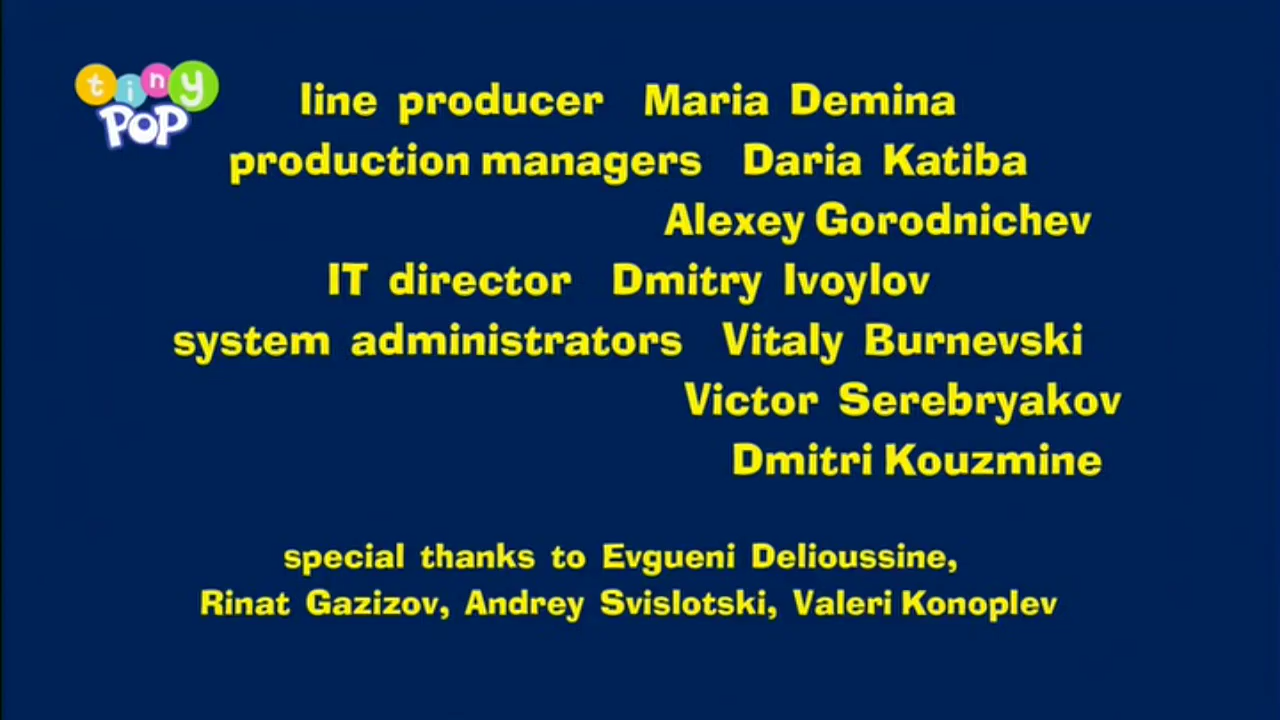 tiny
POP
line producer Maria Demina
production managers Daria Katiba
Alexey Gorodnichev
IT director Dmitry Ivoylov
system administrators Vitaly Burnevski
Victor Serebryakov
Dmitri Kouzmine
special thanks to Evgueni Delioussine,
Rinat Gazizov, Andrey Svislotski, Valeri Konoplev